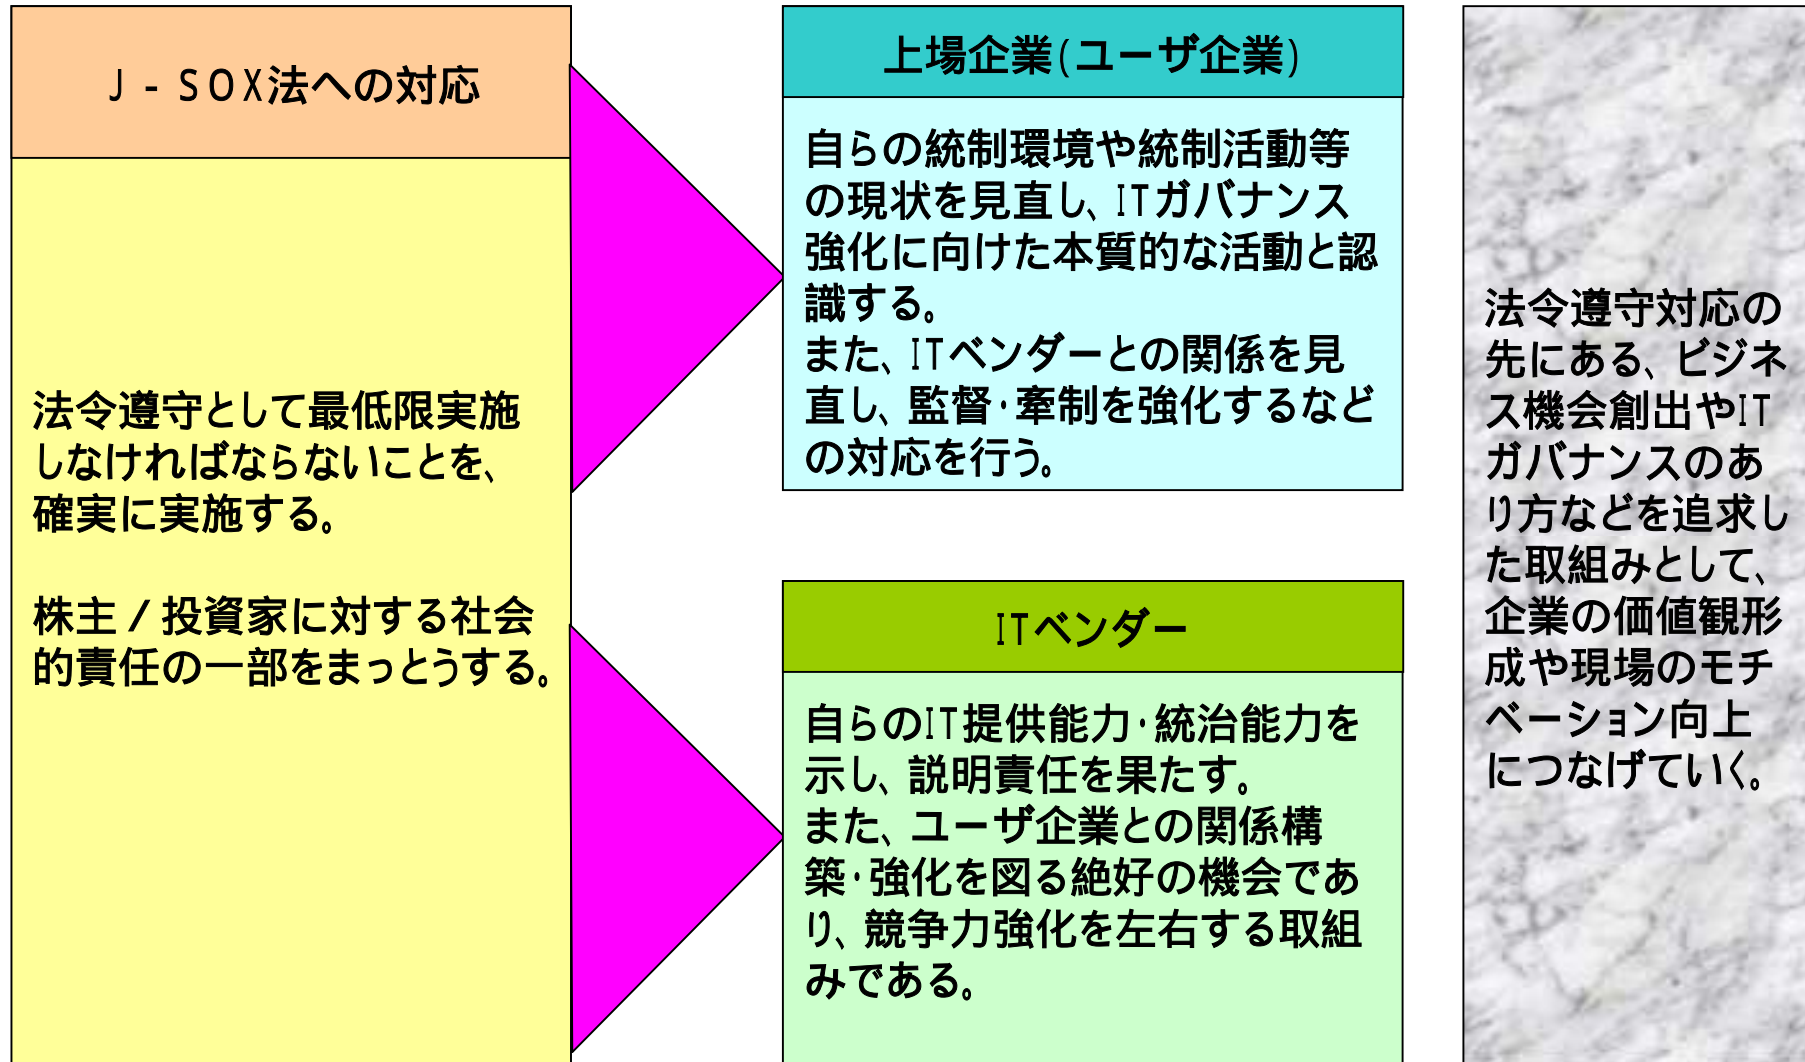 J-SOX法への対応
法令遵守として最低限実施
しなければならないことを、
確実に実施する。
株主/投資家に対する社会
的責任の一部をまっとうする。
上場企業(ユーザ企業)
自らの統制環境や統制活動等
の現状を見直し、ITガバナンス
強化に向けた本質的な活動と認
識する。
また、ITベンダーとの関係を見
直し、監督・牽制を強化するなど
の対応を行う。
ITベンダー
自らのIT提供能力・統治能力を
示し、説明責任を果たす。
また、ユーザ企業との関係構
築・強化を図る絶好の機会であ
り、競争力強化を左右する取組
みである。
法令遵守対応の
先にある、ビジネ
ス機会創出やIT
ガバナンスのあ
り方などを追求し
た取組みとして、
企業の価値観形
成や現場のモチ
ベーション向上
につなげていく。